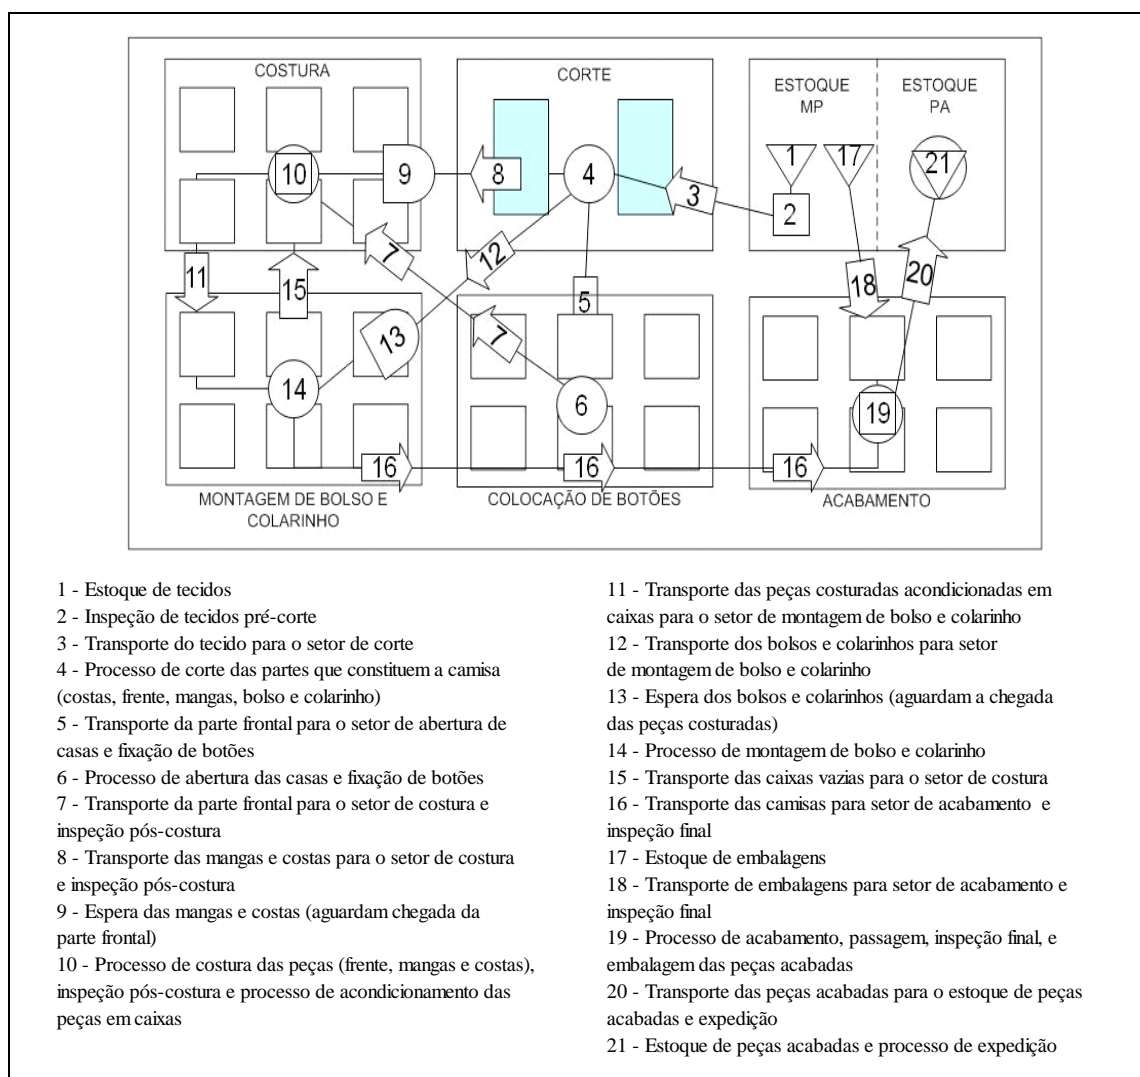 COSTURA
CORTE
ESTOQUE
MP
ESTOQUE
PA
1
17
21
10
9
8
4
3
2
7
12
11
15
5
18
20
13
14
7
6
19
16
16
16
MONTAGEM DE BOLSO E
COLARINHO
COLOCAÇÃO DE BOTÕES
ACABAMENTO
1 - Estoque de tecidos
2 - Inspeção de tecidos pré-corte
3 - Transporte do tecido para o setor de corte
4 - Processo de corte das partes que constituem a camisa
(costas, frente, mangas, bolso e colarinho)
5 - Transporte da parte frontal para o setor de abertura de
casas e fixação de botões
6 - Processo de abertura das casas e fixação de botões
7 - Transporte da parte frontal para o setor de costura e
inspeção pós-costura
8 - Transporte das mangas e costas para o setor de costura
e inspeção pós-costura
9 - Espera das mangas e costas (aguardam chegada da
parte frontal)
10 - Processo de costura das peças (frente, mangas e costas),
inspeção pós-costura e processo de acondicionamento das
peças em caixas
11 - Transporte das peças costuradas acondicionadas em
caixas para o setor de montagem de bolso e colarinho
12 - Transporte dos bolsos e colarinhos para setor
de montagem de bolso e colarinho
13 - Espera dos bolsos e colarinhos (aguardam a chegada
das peças costuradas)
14 - Processo de montagem de bolso e colarinho
15 - Transporte das caixas vazias para o setor de costura
16 - Transporte das camisas para setor de acabamento e
inspeção final
17 - Estoque de embalagens
18 - Transporte de embalagens para setor de acabamento e
inspeção final
19 - Processo de acabamento, passagem, inspeção final, e
embalagem das peças acabadas
20 - Transporte das peças acabadas para o estoque de peças
acabadas e expedição
21 - Estoque de peças acabadas e processo de expedição